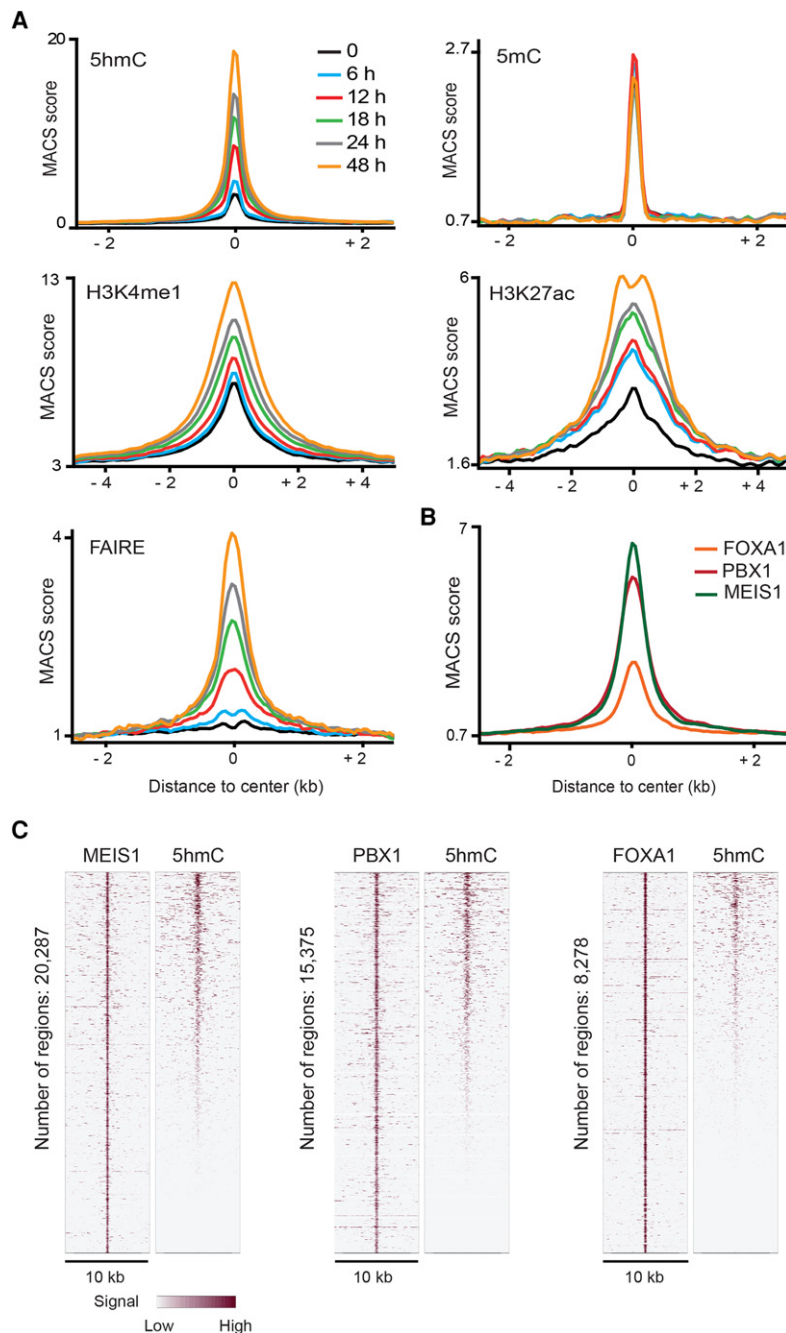 A
5hmC
20
0
MACS score
0
6 h
12 h
18 h
24 h
48 h
- 2
0
+ 2
5mC
2.7
0.7
MACS score
- 2
0
+ 2
H3K4me1
13
3
MACS score
- 4
- 2
0
+ 2
+ 4
H3K27ac
6
1.6
MACS score
- 4
- 2
0
+ 2
+ 4
FAIRE
4
1
MACS score
- 2
0
+ 2
Distance to center (kb)
B
7
0.7
MACS score
FOXA1
PBX1
MEIS1
- 2
0
+ 2
Distance to center (kb)
C
MEIS1
5hmC
Number of regions: 20,287
10 kb
PBX1
5hmC
Number of regions: 15,375
10 kb
FOXA1
5hmC
Number of regions: 8,278
10 kb
Signal
Low
High